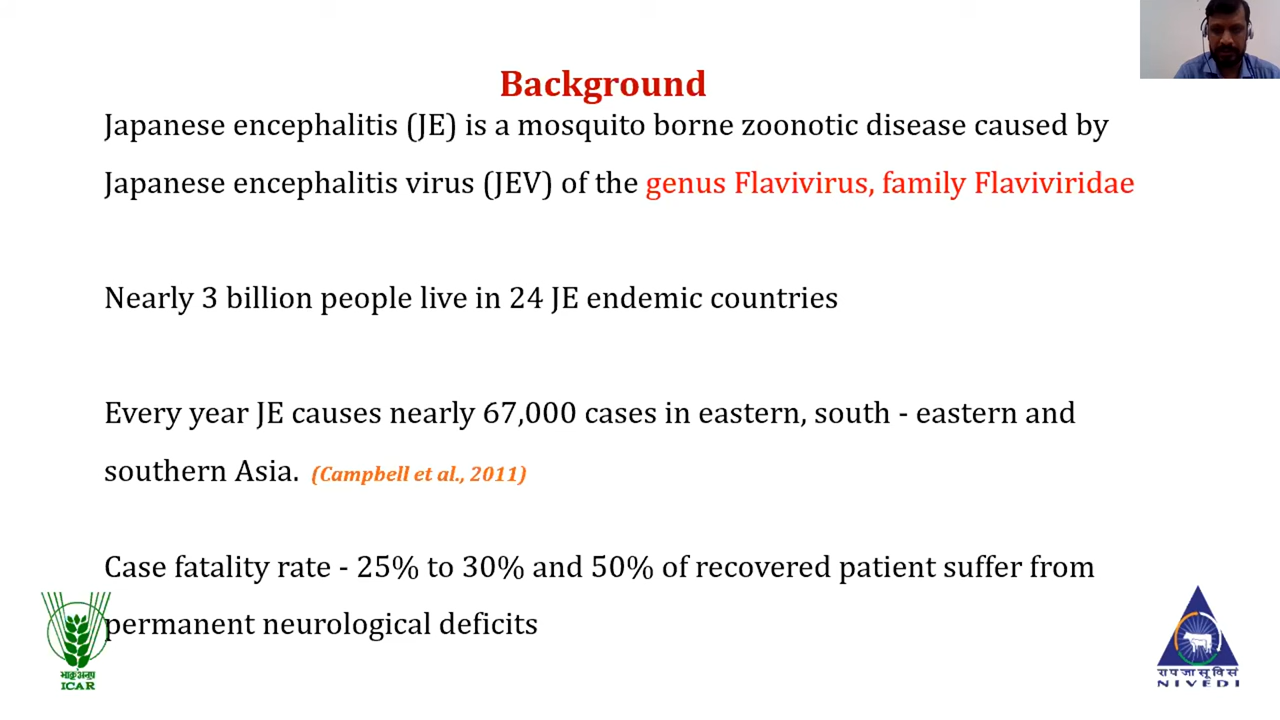 Background
Japanese encephalitis (JE) is a mosquito borne zoonotic disease caused by
Japanese encephalitis virus (JEV) of the genus Flavivirus, family Flaviviridae
Nearly 3 billion people live in 24 JE endemic countries
Every year JE causes nearly 67,000 cases in eastern, south - eastern and
southern Asia. (Campbell et al., 2011)
Case fatality rate - 25% to 30% and 50% of recovered patient suffer from
permanent neurological deficits
भाकृअनुप
ICAR
रा प जा सू वि सं
NIVEDI